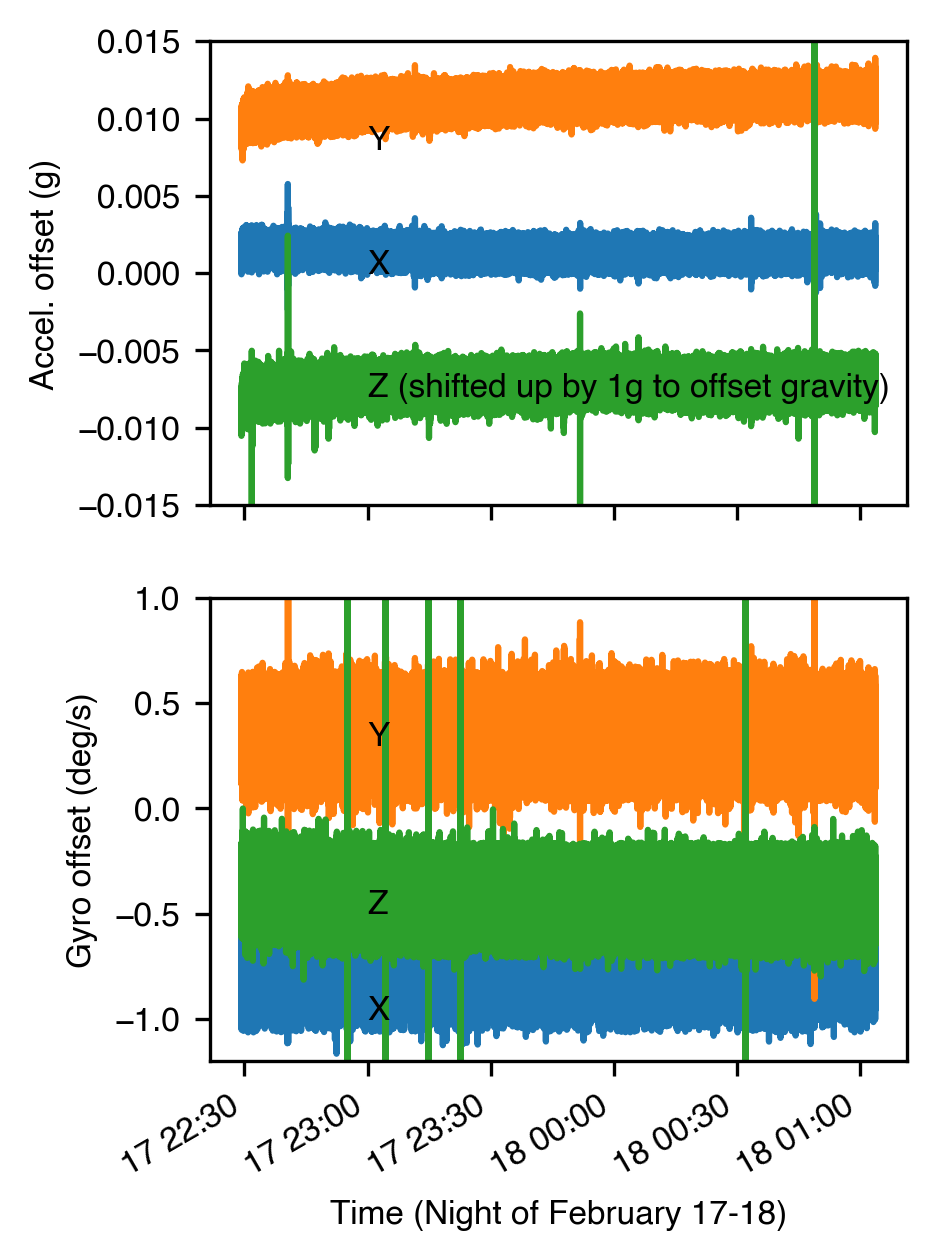 0.015
0.010
0.005
0.000
−0.005
−0.010
−0.015
Accel. offset (g)
Y
X
Z (shifted up by 1g to offset gravity)
1.0
0.5
0.0
−0.5
−1.0
Gyro offset (deg/s)
Y
Z
X
17 22:30
17 23:00
17 23:30
18 00:00
18 00:30
18 01:00
Time (Night of February 17-18)